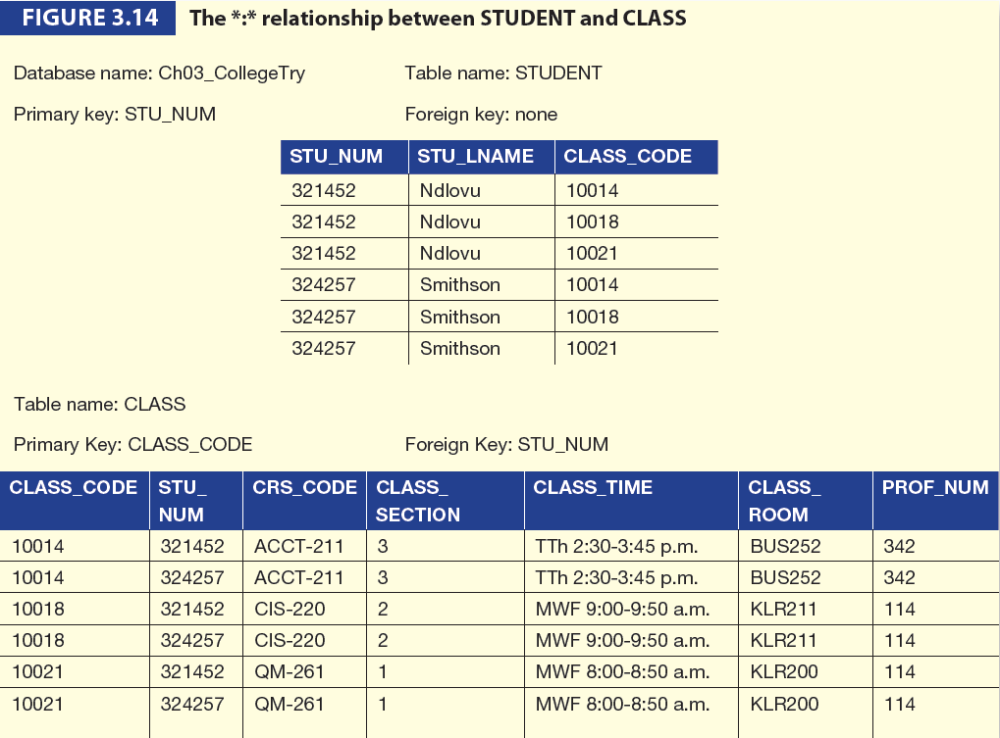 FIGURE 3.14 The *:* relationship between STUDENT and CLASS
Database name: Ch03_CollegeTry Table name: STUDENT
Primary key: STU_NUM Foreign key: none
STU_NUM STU_LNAME CLASS_CODE
321452 Ndlovu 10014
321452 Ndlovu 10018
321452 Ndlovu 10021
324257 Smithson 10014
324257 Smithson 10018
324257 Smithson 10021
Table name: CLASS
Primary Key: CLASS_CODE Foreign Key: STU_NUM
CLASS_CODE STU_ CRS_CODE CLASS_ CLASS_TIME CLASS_ PROF_NUM
NUM SECTION ROOM
10014 321452 ACCT-211 3 TTh 2:30-3:45 p.m. BUS252 342
10014 324257 ACCT-211 3 TTh 2:30-3:45 p.m. BUS252 342
10018 321452 CIS-220 2 MWF 9:00-9:50 a.m. KLR211 114
10018 324257 CIS-220 2 MWF 9:00-9:50 a.m. KLR211 114
10021 321452 QM-261 1 MWF 8:00-8:50 a.m. KLR200 114
10021 324257 QM-261 1 MWF 8:00-8:50 a.m. KLR200 114